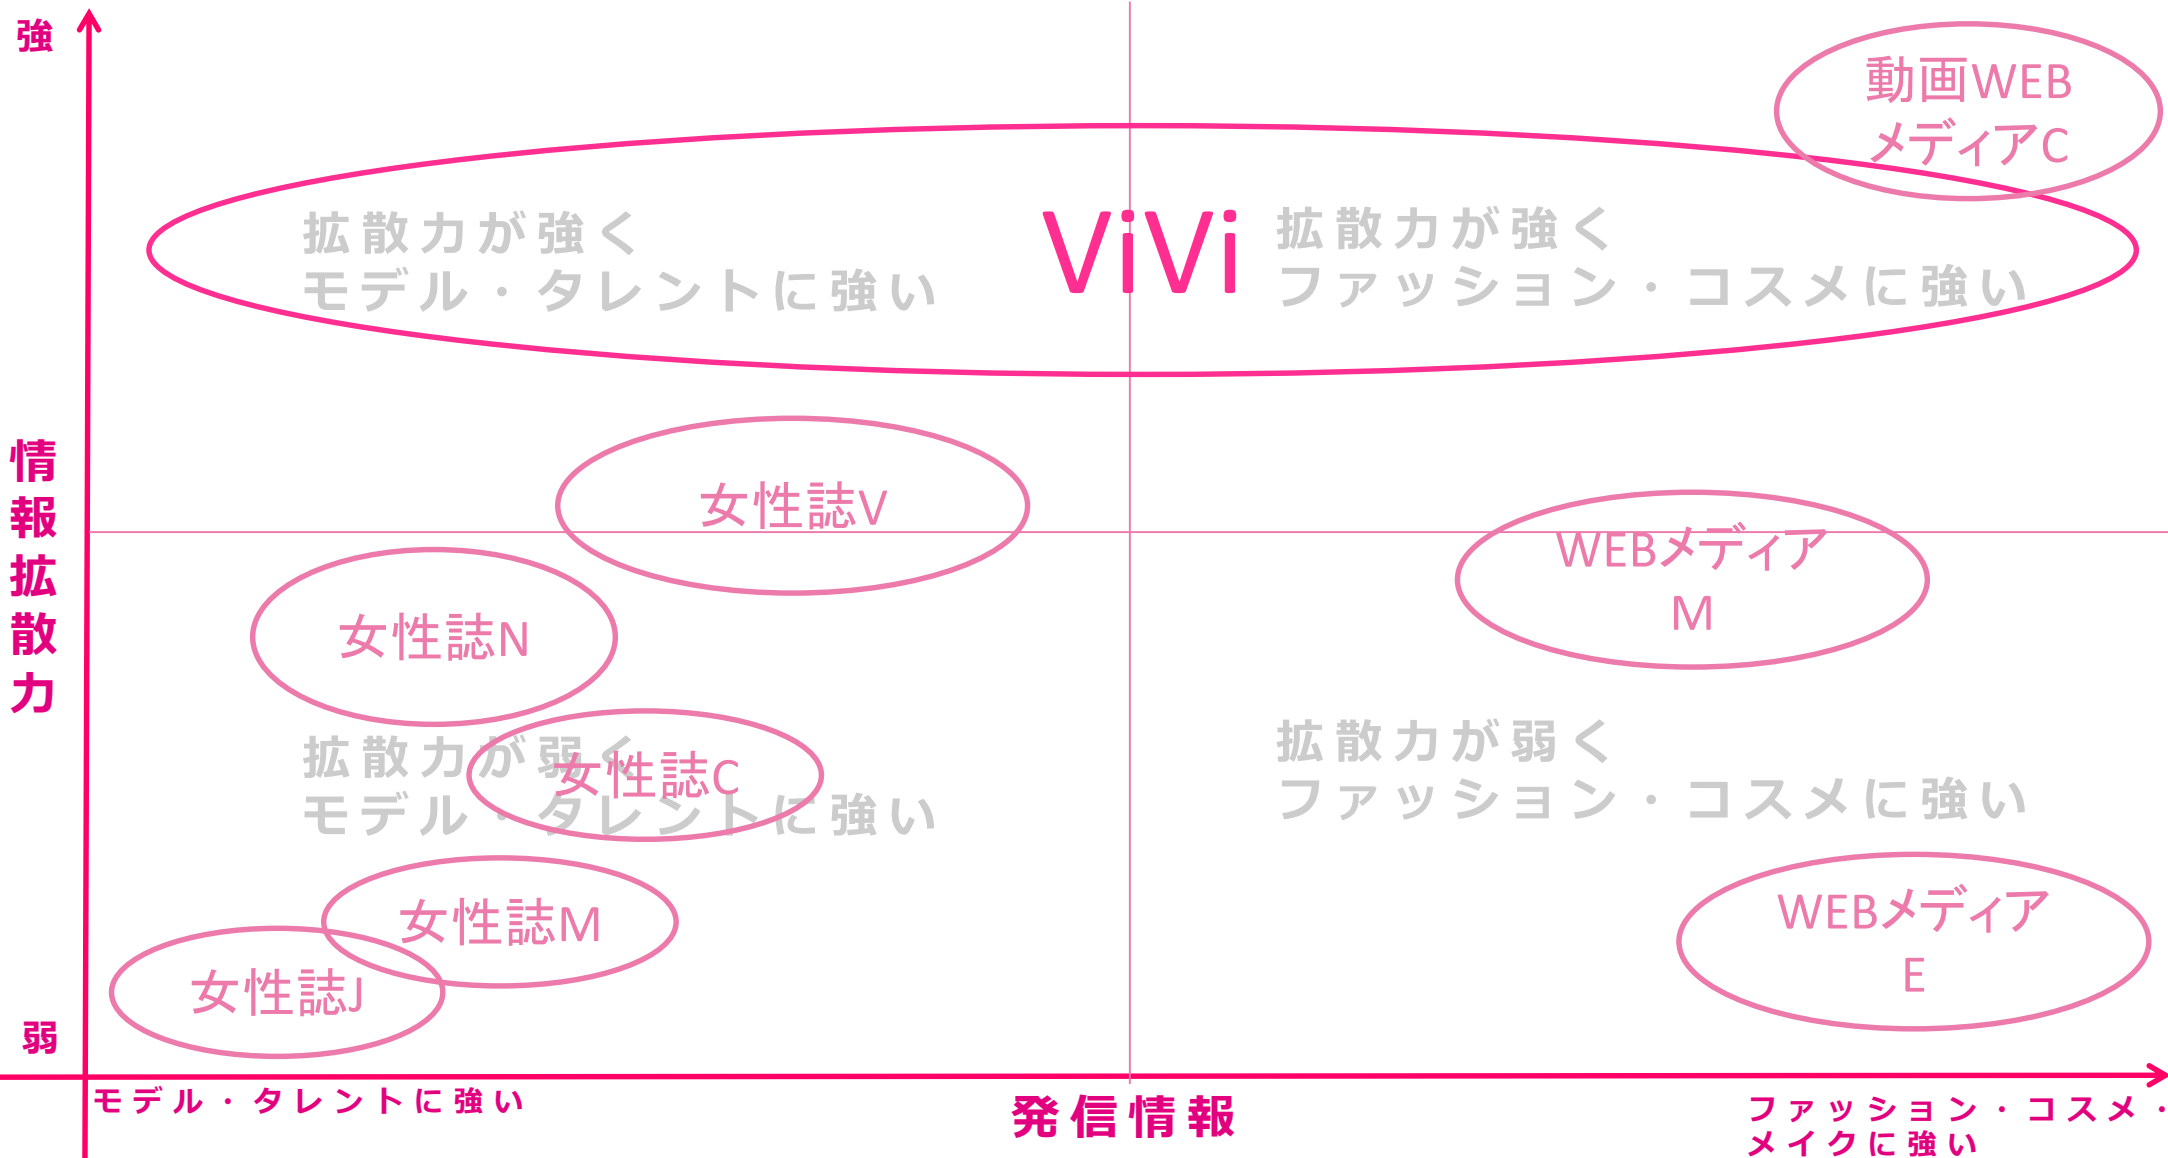 強
動画WEB
メディアC
拡散力が強く
モデル・タレントに強い
ViVi
拡散力が強く
ファッション・コスメに強い
情報拡散力
女性誌V
WEBメディア
M
女性誌N
拡散力が弱く
モデル・タレントに強い
女性誌C
拡散力が弱く
ファッション・コスメに強い
女性誌M
WEBメディア
E
女性誌J
弱
モデル・タレントに強い
発信情報
ファッション・コスメ・
メイクに強い